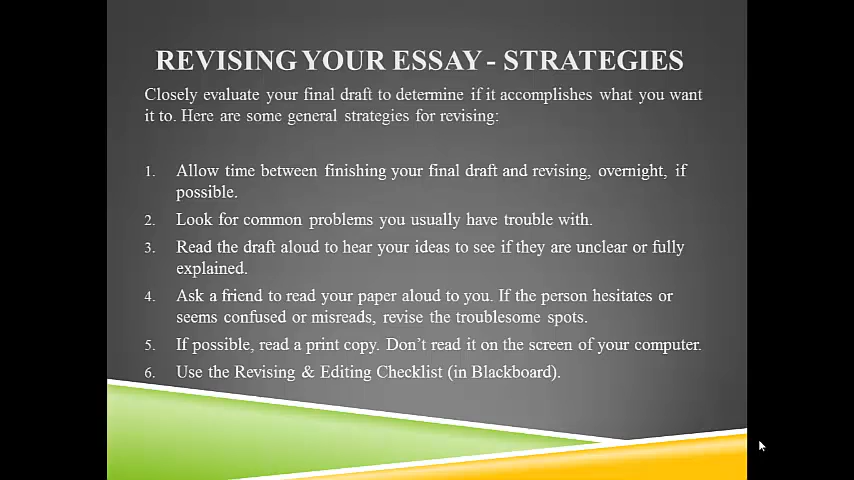 REVISING YOUR ESSAY - STRATEGIES
Closely evaluate your final draft to determine if it accomplishes what you want
it to. Here are some general strategies for revising:
1. Allow time between finishing your final draft and revising, overnight, if
possible.
2. Look for common problems you usually have trouble with.
3. Read the draft aloud to hear your ideas to see if they are unclear or fully
explained.
4. Ask a friend to read your paper aloud to you. If the person hesitates or
seems confused or misreads, revise the troublesome spots.
5. If possible, read a print copy. Don’t read it on the screen of your computer.
6. Use the Revising & Editing Checklist (in Blackboard).